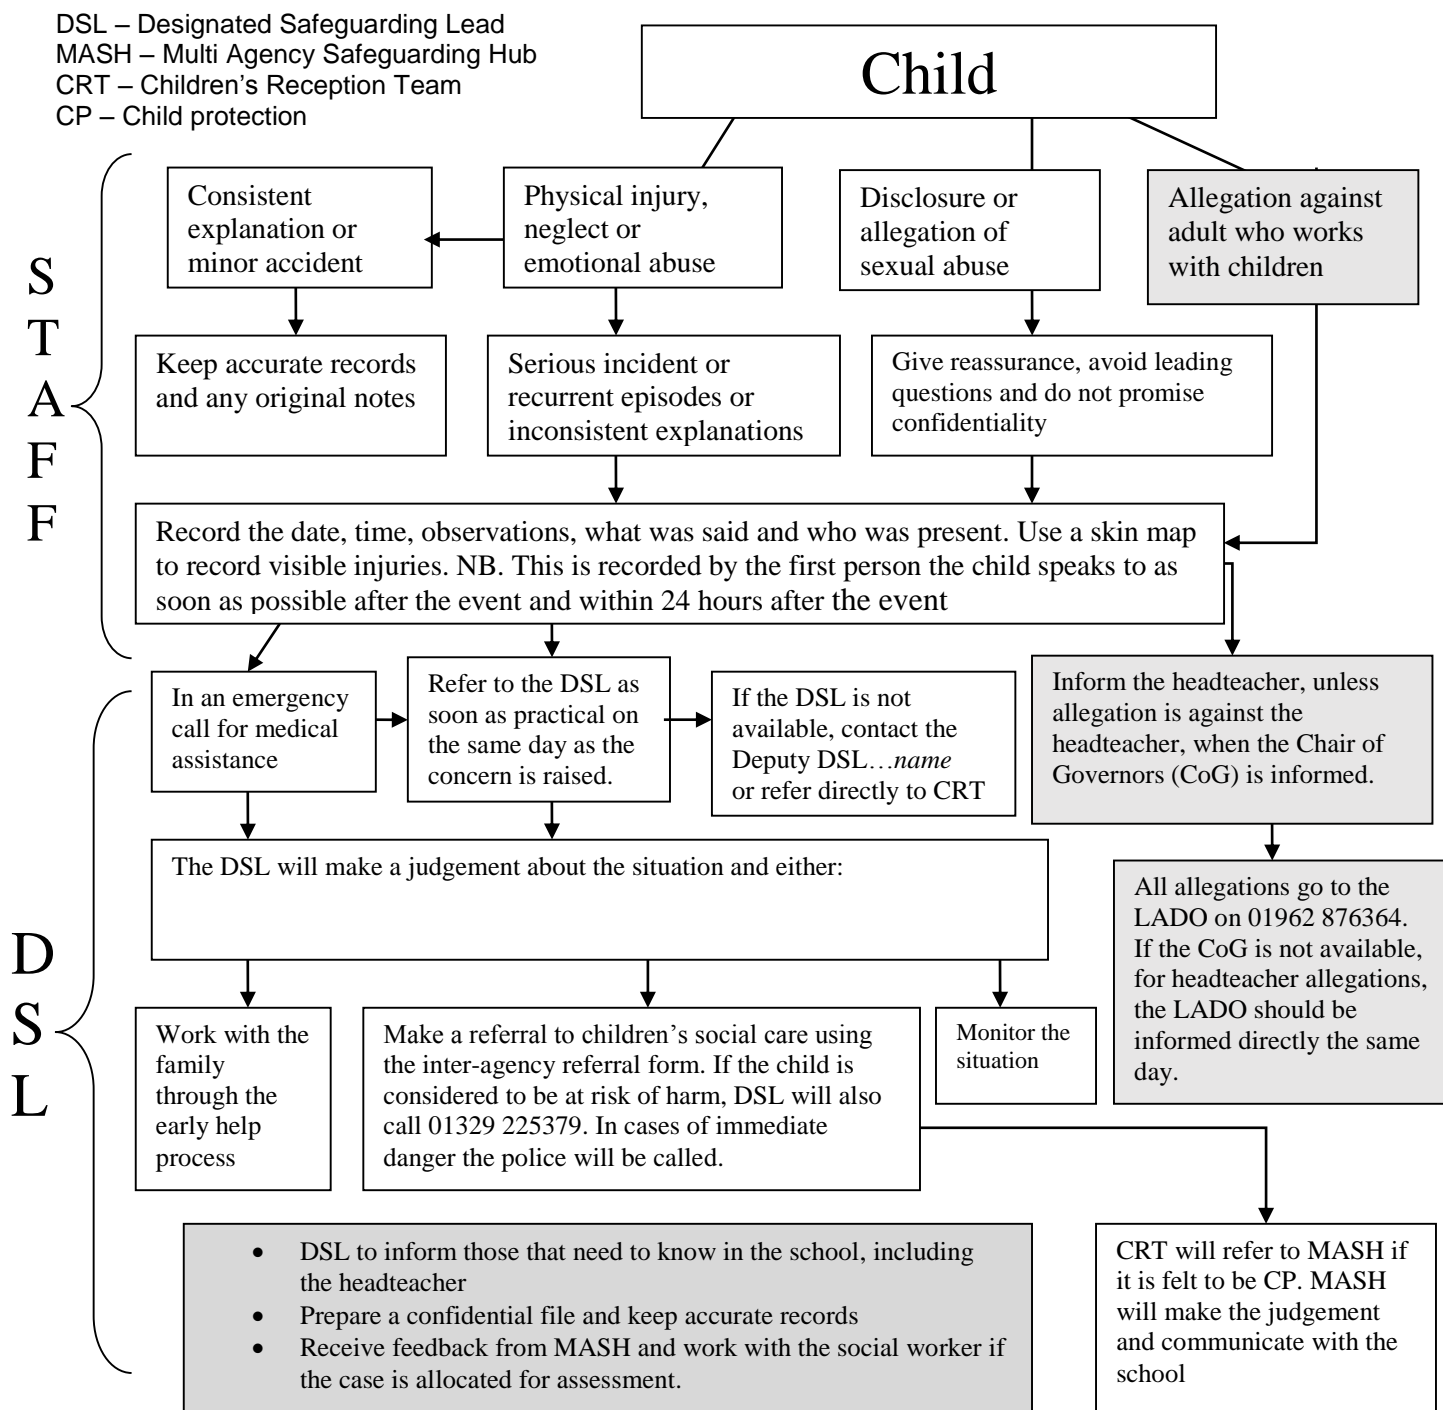 DSL – Designated Safeguarding Lead
MASH – Multi Agency Safeguarding Hub
CRT – Children's Reception Team
CP – Child protection
Child
S
T
A
F
F
Consistent
explanation or
minor accident
Physical injury,
neglect or
emotional abuse
Disclosure or
allegation of
sexual abuse
Allegation against
adult who works
with children
Keep accurate records
and any original notes
Serious incident or
recurrent episodes or
inconsistent explanations
Give reassurance, avoid leading
questions and do not promise
confidentiality
Record the date, time, observations, what was said and who was present. Use a skin map
to record visible injuries. NB. This is recorded by the first person the child speaks to as
soon as possible after the event and within 24 hours after the event
D
S
L
In an emergency
call for medical
assistance
Refer to the DSL as
soon as practical on
the same day as the
concern is raised.
If the DSL is not
available, contact the
Deputy DSL…name
or refer directly to CRT
Inform the headteacher, unless
allegation is against the
headteacher, when the Chair of
Governors (CoG) is informed.
The DSL will make a judgement about the situation and either:
All allegations go to the
LADO on 01962 876364.
If the CoG is not available,
for headteacher allegations,
the LADO should be
informed directly the same
day.
Work with the
family
through the
early help
process
Make a referral to children's social care using
the inter-agency referral form. If the child is
considered to be at risk of harm, DSL will also
call 01329 225379. In cases of immediate
danger the police will be called.
Monitor the
situation
• DSL to inform those that need to know in the school, including
the headteacher
• Prepare a confidential file and keep accurate records
• Receive feedback from MASH and work with the social worker if
the case is allocated for assessment.
CRT will refer to MASH if
it is felt to be CP. MASH
will make the judgement
and communicate with the
school